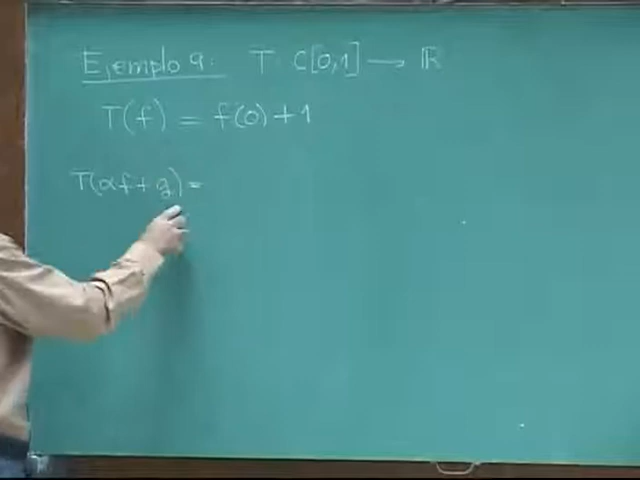 Ejemplo 9. T: C[0,1] → ℝ
T(f) = f(0) + 1
T(αf + g) =